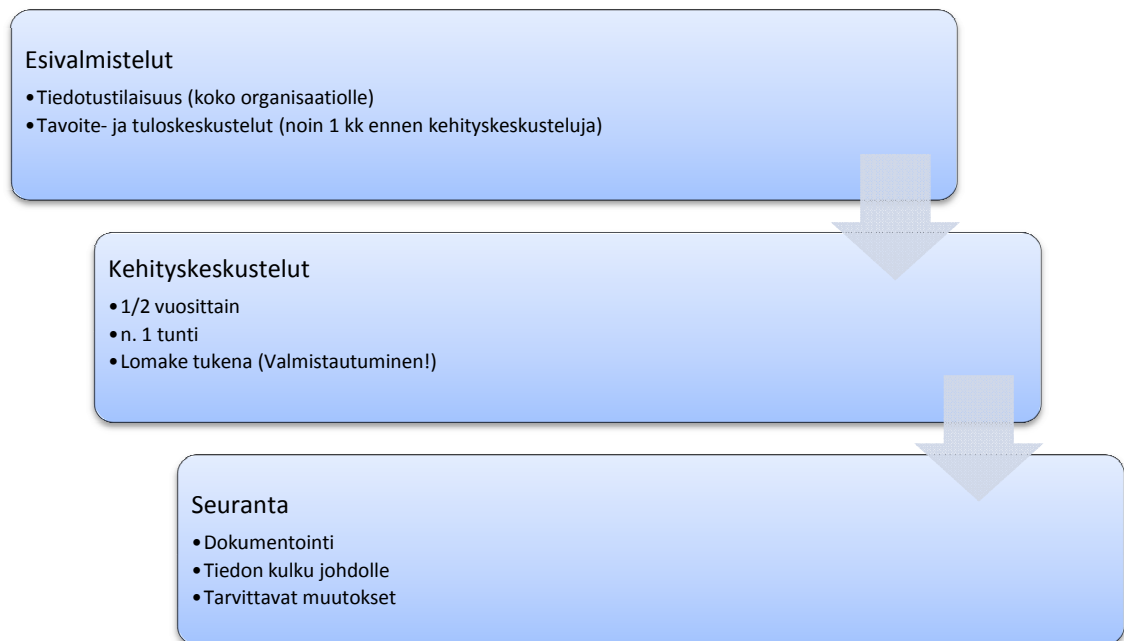 Esivalmistelut
•Tiedotustilaisuus (koko organisaatiolle)
•Tavoite- ja tuloskeskustelut (noin 1 kk ennen kehityskeskusteluja)
Kehityskeskustelut
•1/2 vuosittain
•n. 1 tunti
•Lomake tukena (Valmistautuminen!)
Seuranta
•Dokumentointi
•Tiedon kulku johdolle
•Tarvittavat muutokset